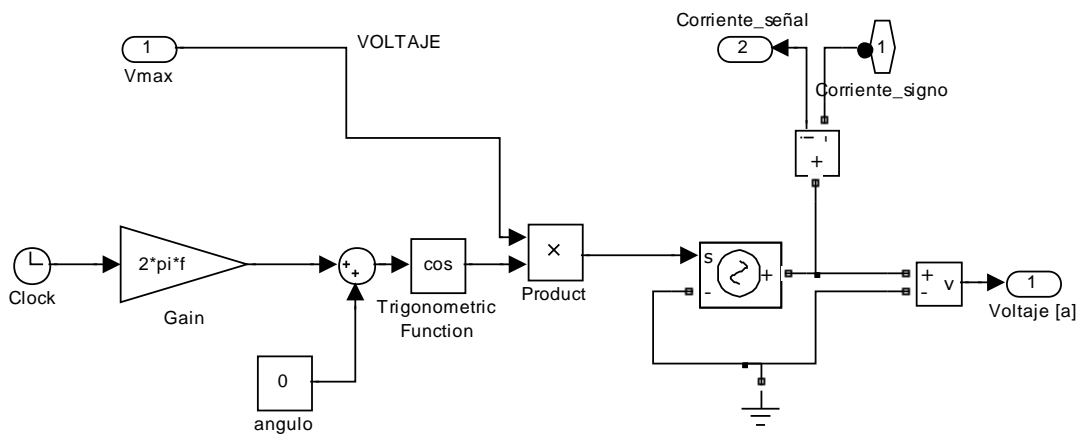 Corriente_señal
1
VOLTAJE
2
1
Vmax
Corriente_signo
i
-
+
2*pi*f
+
+
cos
×
s
+
-
+
-
v
1
Clock
Gain
Trigonometric
Function
Product
Voltaje [a]
0
angulo